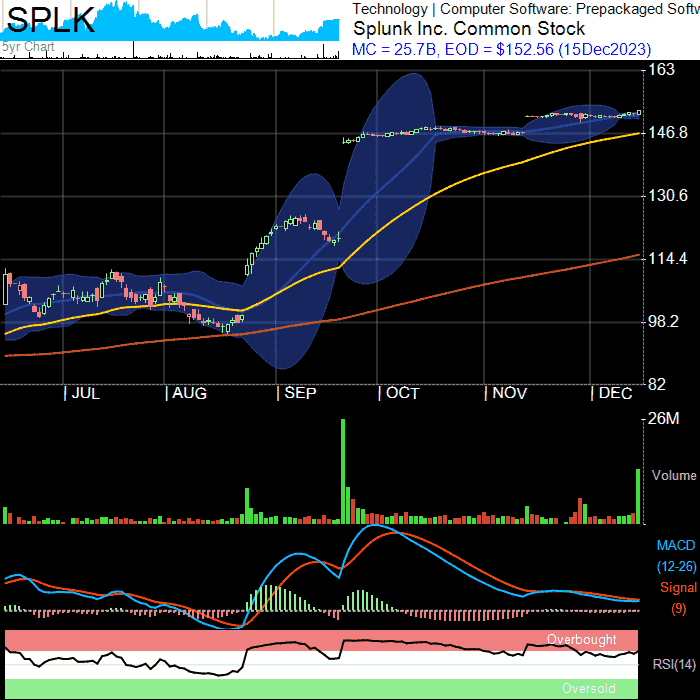 SPLK
5yr Chart
Technology | Computer Software: Prepackaged Softw
Splunk Inc. Common Stock
MC = 25.7B, EOD = $152.56 (15Dec2023)
163
146.8
130.6
114.4
98.2
82
| JUL | AUG | SEP | OCT | NOV | DEC
26M
Volume
MACD
(12-26)
Signal
(9)
Overbought
RSI(14)
Oversold